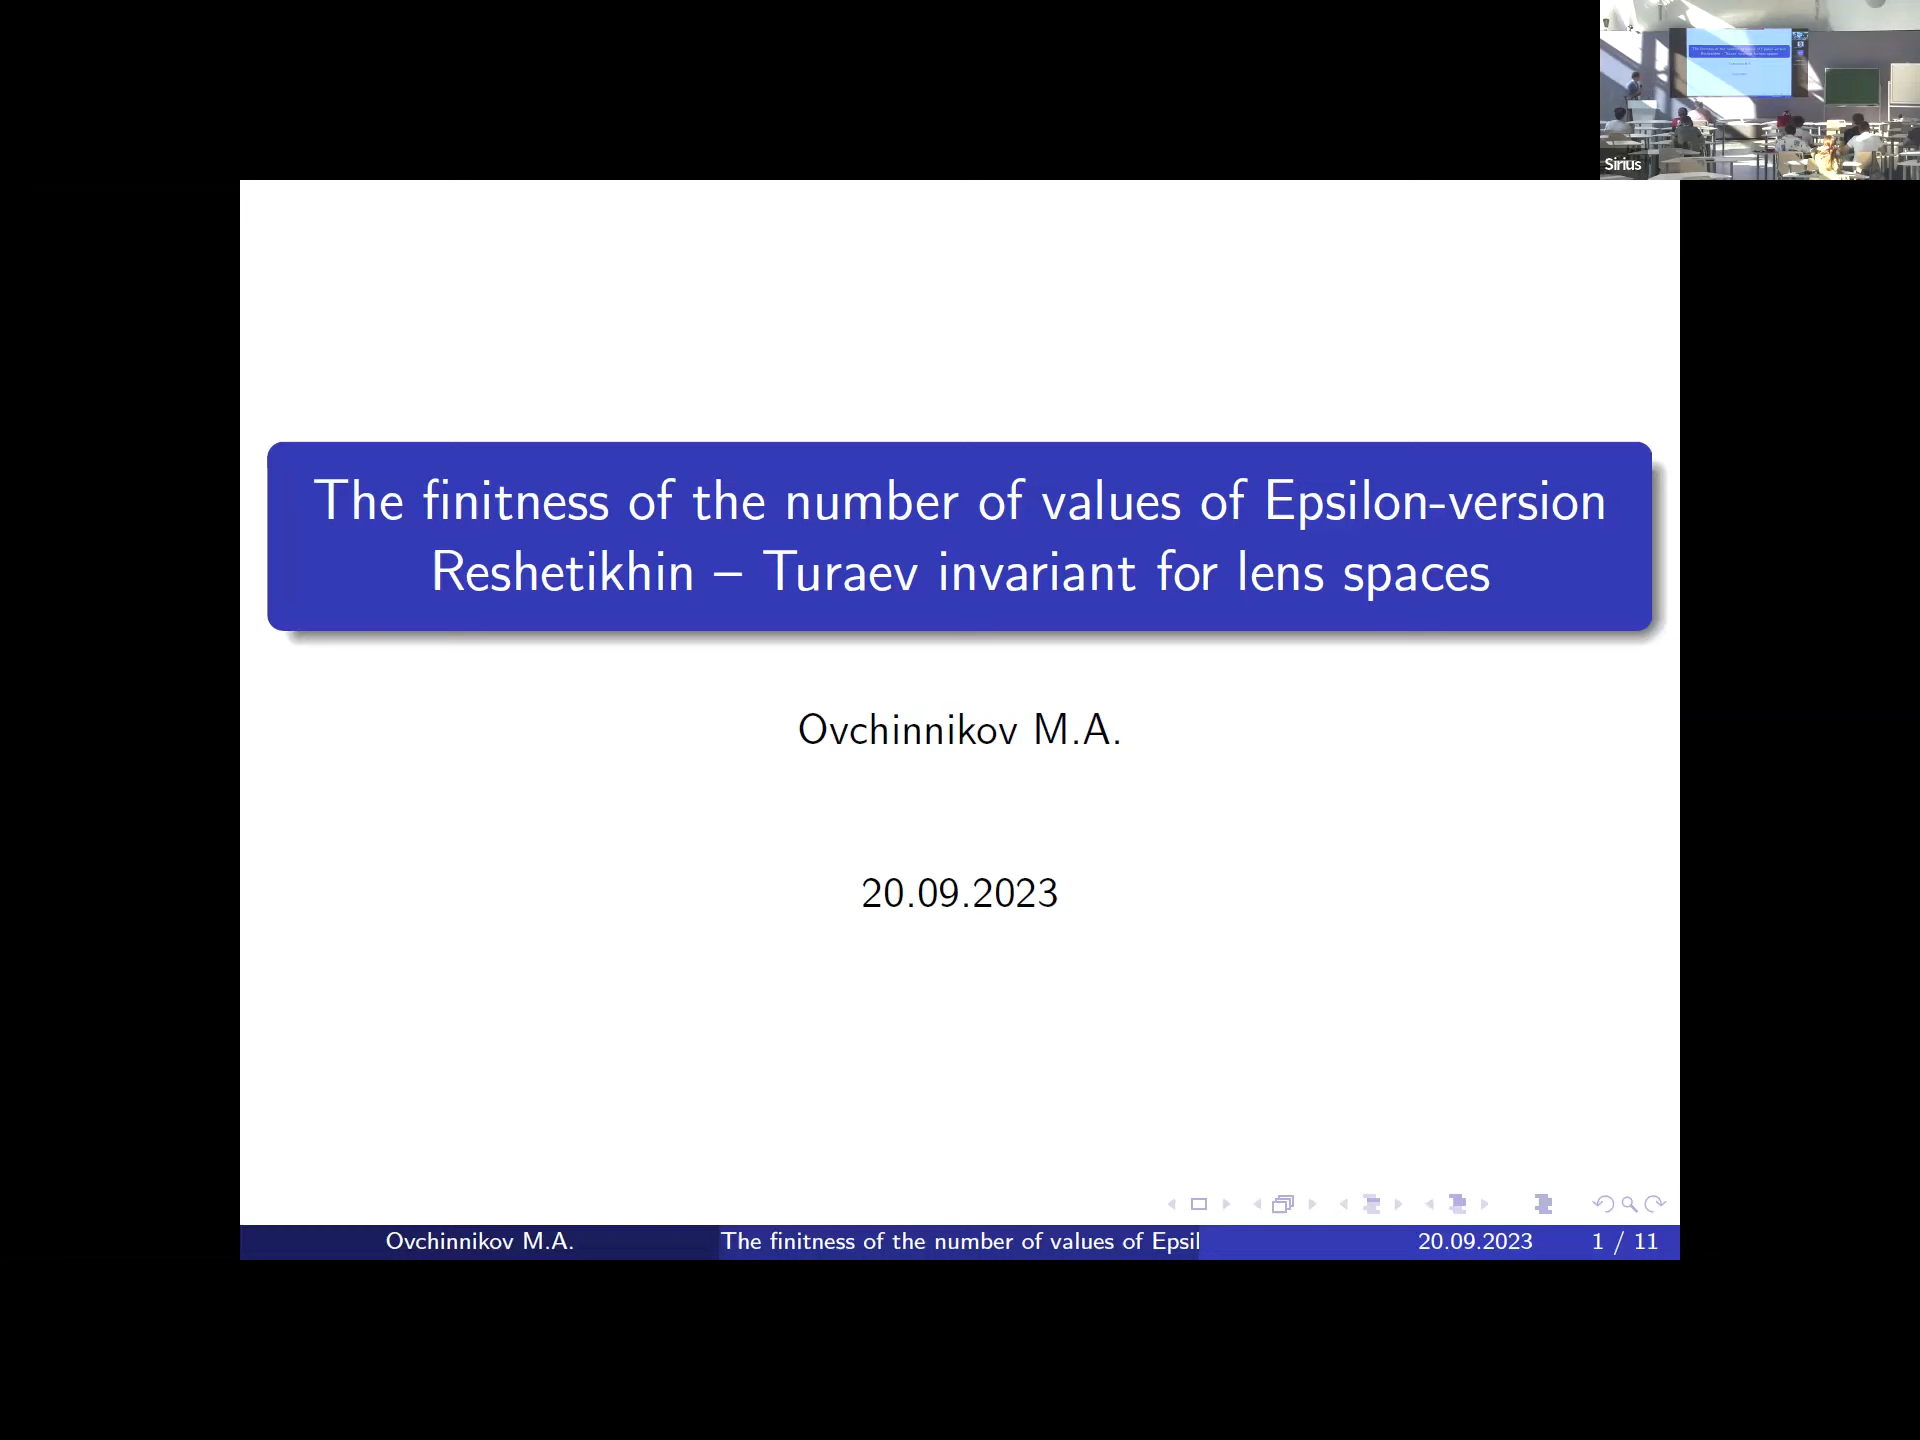 Sirius
The finitness of the number of values of Epsilon-version
Reshetikhin – Turaev invariant for lens spaces
Ovchinnikov M.A.
20.09.2023
Ovchinnikov M.A.
The finitness of the number of values of Epsil
20.09.2023
1 / 11